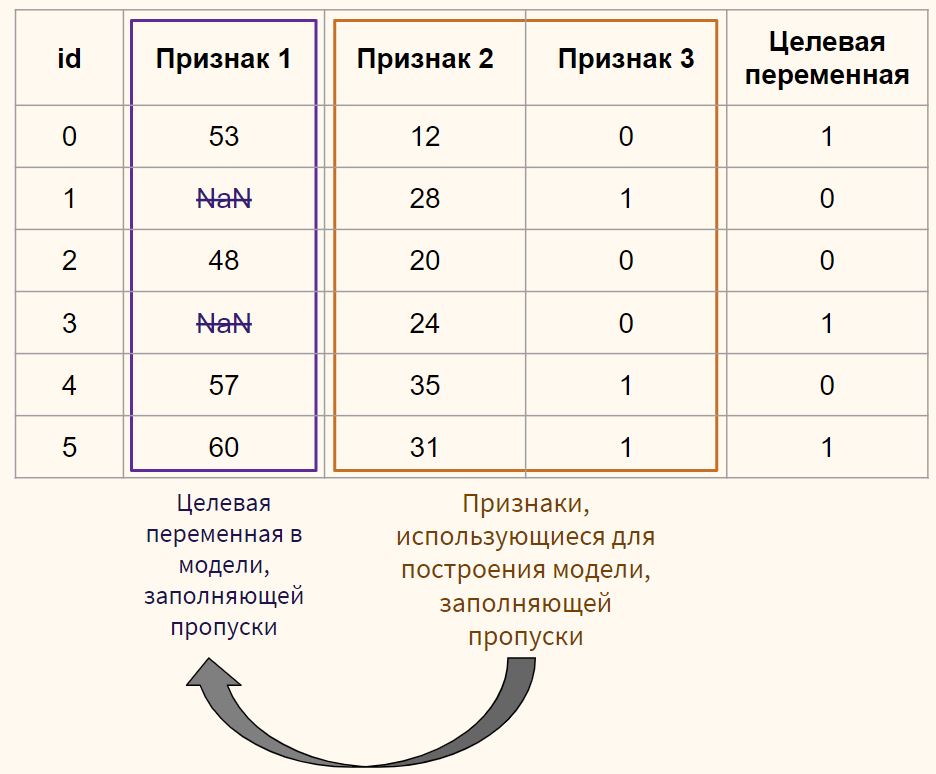 id Признак 1 Признак 2 Признак 3 Целевая
переменная
0 53 12 0 1
1 NaN 28 1 0
2 48 20 0 0
3 NaN 24 0 1
4 57 35 1 0
5 60 31 1 1
Целевая
переменная в
модели,
заполняющей
пропуски
Признаки,
использующиеся для
построения модели,
заполняющей
пропуски